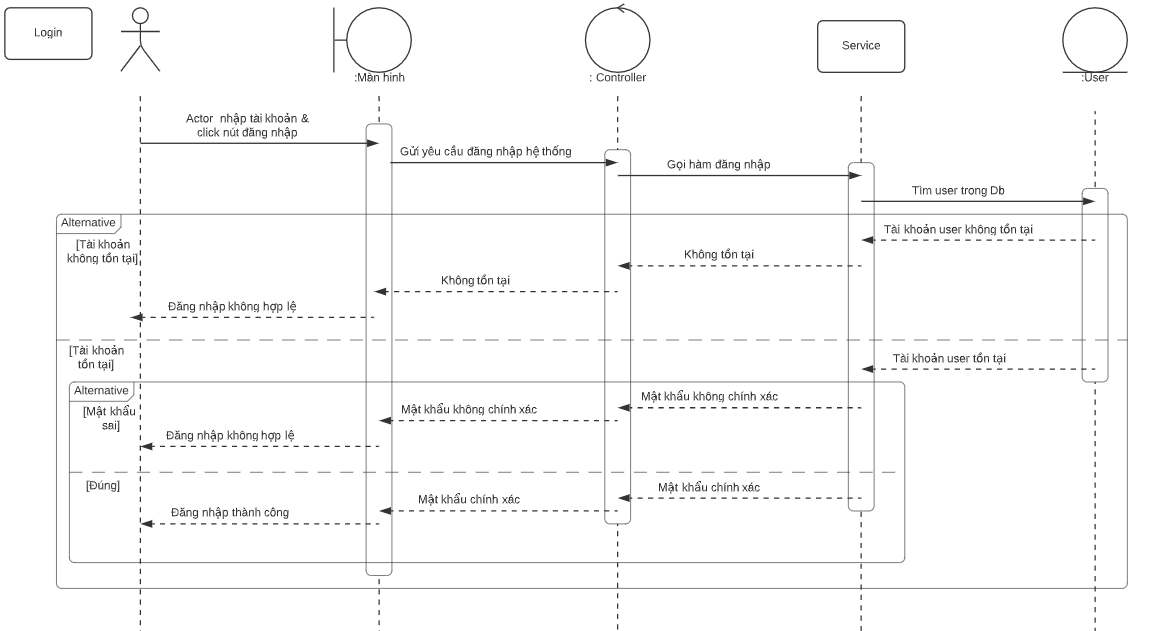 Login
:Màn hình
: Controller
Service
:User
Actor nhập tài khoản &
click nút đăng nhập
Gửi yêu cầu đăng nhập hệ thống
Gọi hàm đăng nhập
Tìm user trong Db
Alternative
[Tài khoản
không tồn tại]
Tài khoản user không tồn tại
Không tồn tại
Không tồn tại
Đăng nhập không hợp lệ
[Tài khoản
tồn tại]
Tài khoản user tồn tại
Alternative
[Mật khẩu
sai]
Mật khẩu không chính xác
Mật khẩu không chính xác
Đăng nhập không hợp lệ
[Đúng]
Mật khẩu chính xác
Mật khẩu chính xác
Đăng nhập thành công